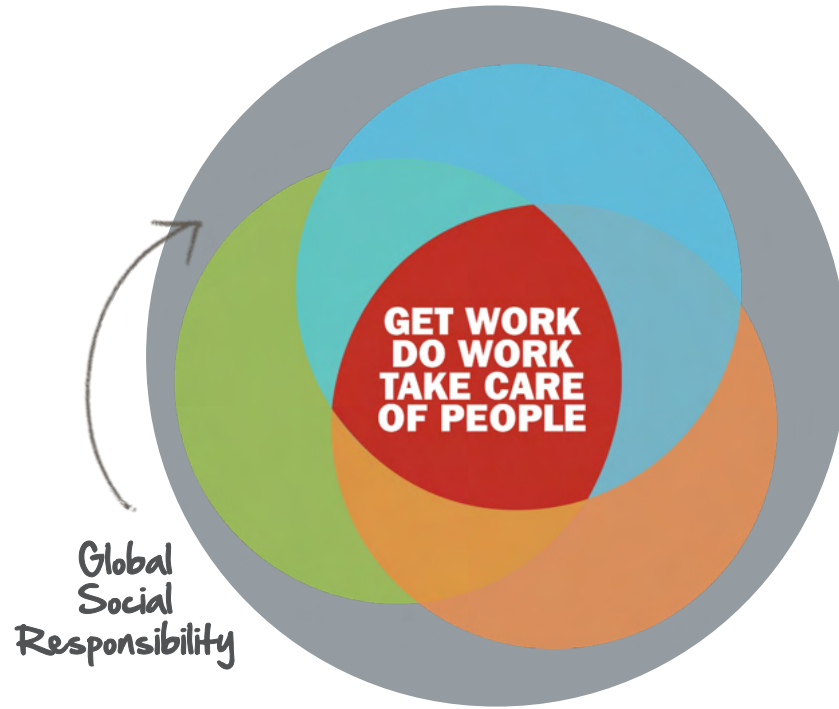 GET WORK
DO WORK
TAKE CARE
OF PEOPLE
Global
Social
Responsibility